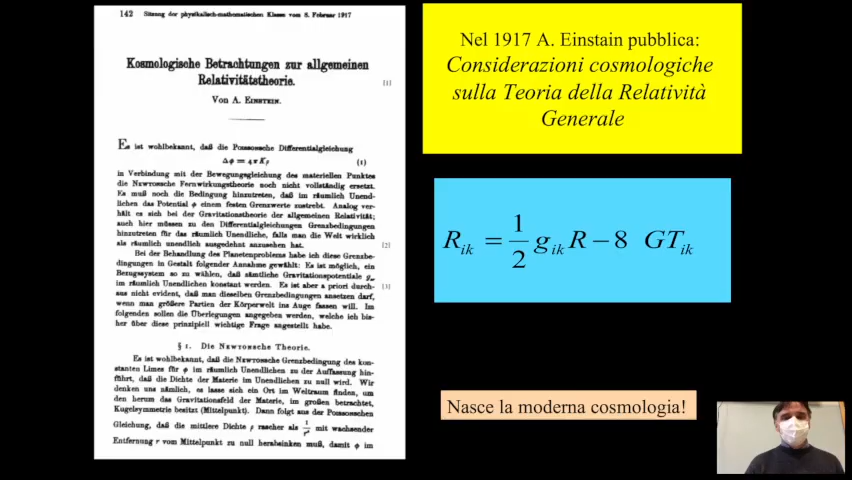 142 Sitzung der physikalisch-mathematischen Klasse vom 8. Februar 1917
Kosmologische Betrachtungen zur allgemeinen
Relativitätstheorie.
[1]
Von A. Einstein.
Es ist wohlbekannt, daß die Poissonsche Differentialgleichung
Δφ = 4πKρ (1)
in Verbindung mit der Bewegungsgleichung des materiellen Punktes
die Newtonsche Fernwirkungstheorie noch nicht vollständig ersetzt.
Es muß noch die Bedingung hinzutreten, daß im räumlich Unend-
lichen das Potential φ einem festen Grenzwerte zustrebt. Analog ver-
hält es sich bei der Gravitationstheorie der allgemeinen Relativität;
auch hier müssen zu den Differentialgleichungen Grenzbedingungen
hinzutreten für das räumlich Unendliche, falls man die Welt wirklich
als räumlich unendlich ausgedehnt anzusehen hat. [2]
Bei der Behandlung des Planetenproblems habe ich diese Grenzbe-
dingungen in Gestalt folgender Annahme gewählt: Es ist möglich, ein
Bezugssystem so zu wählen, daß sämtliche Gravitationspotentiale gμν
im räumlich Unendlichen konstant werden. Es ist aber a priori durch-
aus nicht evident, daß man dieselben Grenzbedingungen ansetzen darf, [3]
wenn man größere Partien der Körperwelt ins Auge fassen will. Im
folgenden sollen die Überlegungen angegeben werden, welche ich bis-
her über diese prinzipiell wichtige Frage angestellt habe.
§ 1. Die Newtonsche Theorie.
Es ist wohlbekannt, daß die Newtonsche Grenzbedingung des kon-
stanten Limes für φ im räumlich Unendlichen zu der Auffassung hin-
führt, daß die Dichte der Materie im Unendlichen zu null wird. Wir
denken uns nämlich, es lasse sich ein Ort im Weltraum finden, um
den herum das Gravitationsfeld der Materie, im großen betrachtet,
Kugelsymmetrie besitzt (Mittelpunkt). Dann folgt aus der Poissonschen
Gleichung, daß die mittlere Dichte ρ rascher als 1/r² mit wachsender
Entfernung r vom Mittelpunkt zu null herabsinken muß, damit φ im
Nel 1917 A. Einstain pubblica:
Considerazioni cosmologiche
sulla Teoria della Relatività
Generale
R_ik = 1/2 g_ik R − 8 GT_ik
Nasce la moderna cosmologia!